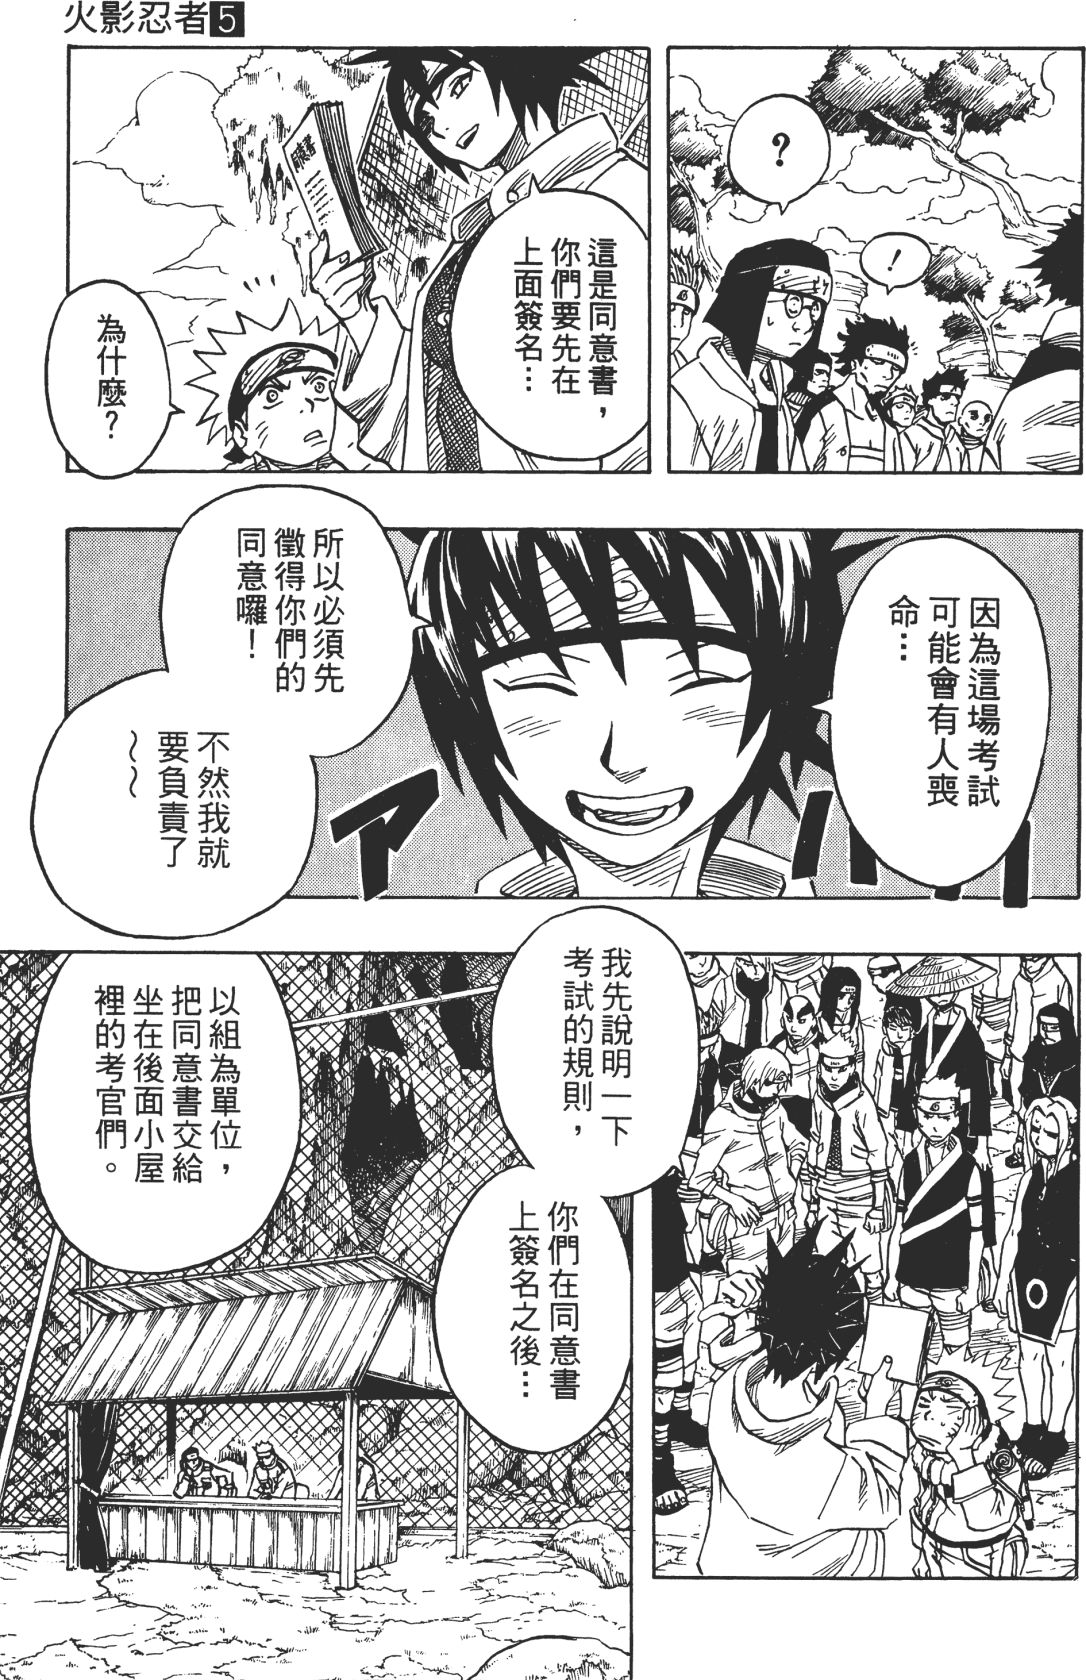 火影忍者5
?
!
這是同意書，
你們要先在
上面簽名…
為什麼？
因為這場考試
可能會有人喪
命…
所以必須先
徵得你們的
同意囉！
不然我就
要負責了
～～
ア
ハ
ハ
ハ
我先說明一下
考試的規則，
你們在同意書
上簽名之後…
以組為單位，
把同意書交給
坐在後面小屋
裡的考官們。